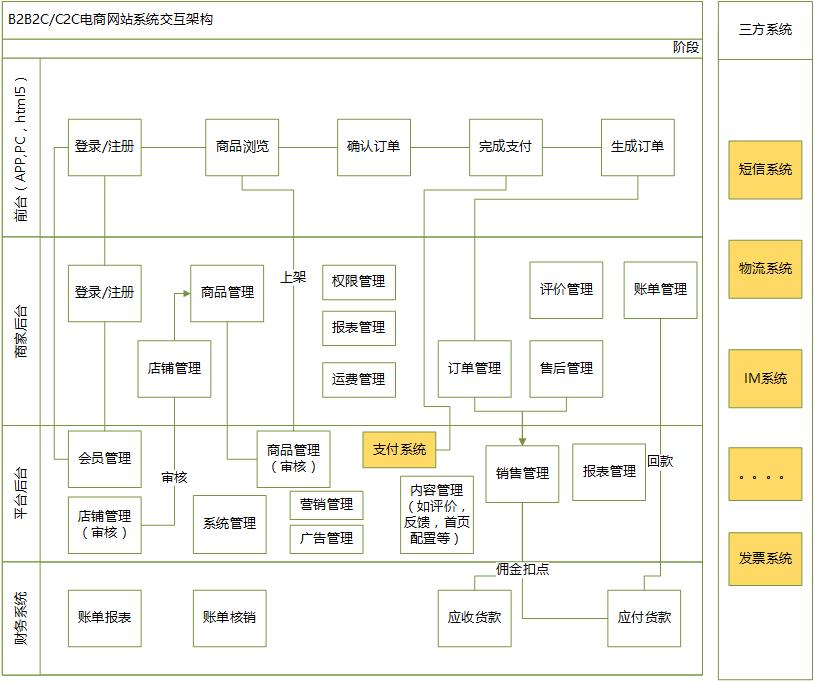 B2B2C/C2C电商网站系统交互架构
三方系统
阶段
前台（APP,PC，html5）
登录/注册
商品浏览
确认订单
完成支付
生成订单
短信系统
商家后台
登录/注册
商品管理
上架
权限管理
评价管理
账单管理
物流系统
报表管理
店铺管理
运费管理
订单管理
售后管理
IM系统
平台后台
会员管理
商品管理
（审核）
支付系统
销售管理
报表管理
回款
审核
店铺管理
（审核）
系统管理
营销管理
广告管理
内容管理
（如评价，
反馈，首页
配置等）
。。。。
发票系统
财务系统
佣金扣点
账单报表
账单核销
应收货款
应付货款